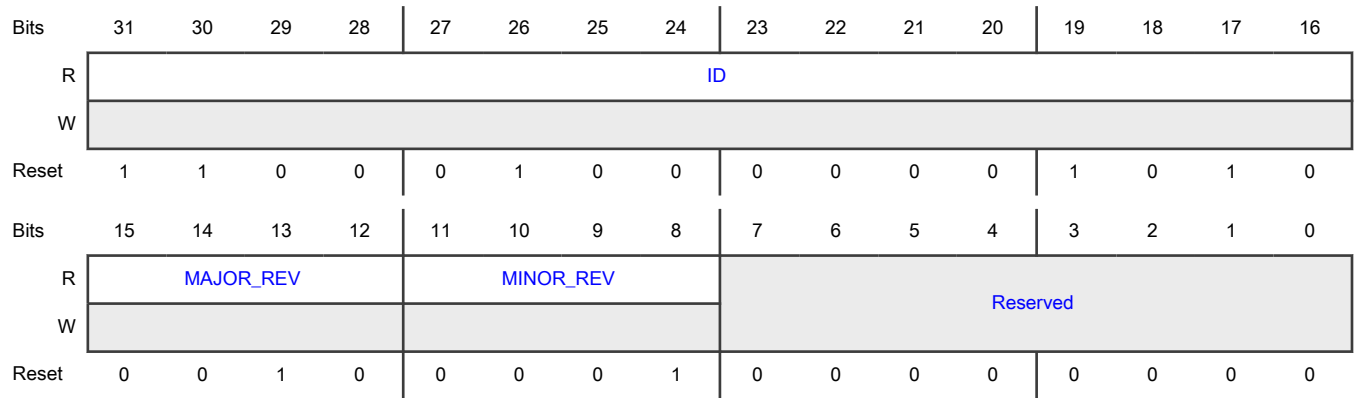 Bits 31 30 29 28 27 26 25 24 23 22 21 20 19 18 17 16
R ID
W
Reset 1 1 0 0 0 1 0 0 0 0 0 0 1 0 1 0
Bits 15 14 13 12 11 10 9 8 7 6 5 4 3 2 1 0
R MAJOR_REV MINOR_REV
Reserved
W
Reset 0 0 1 0 0 0 0 1 0 0 0 0 0 0 0 0